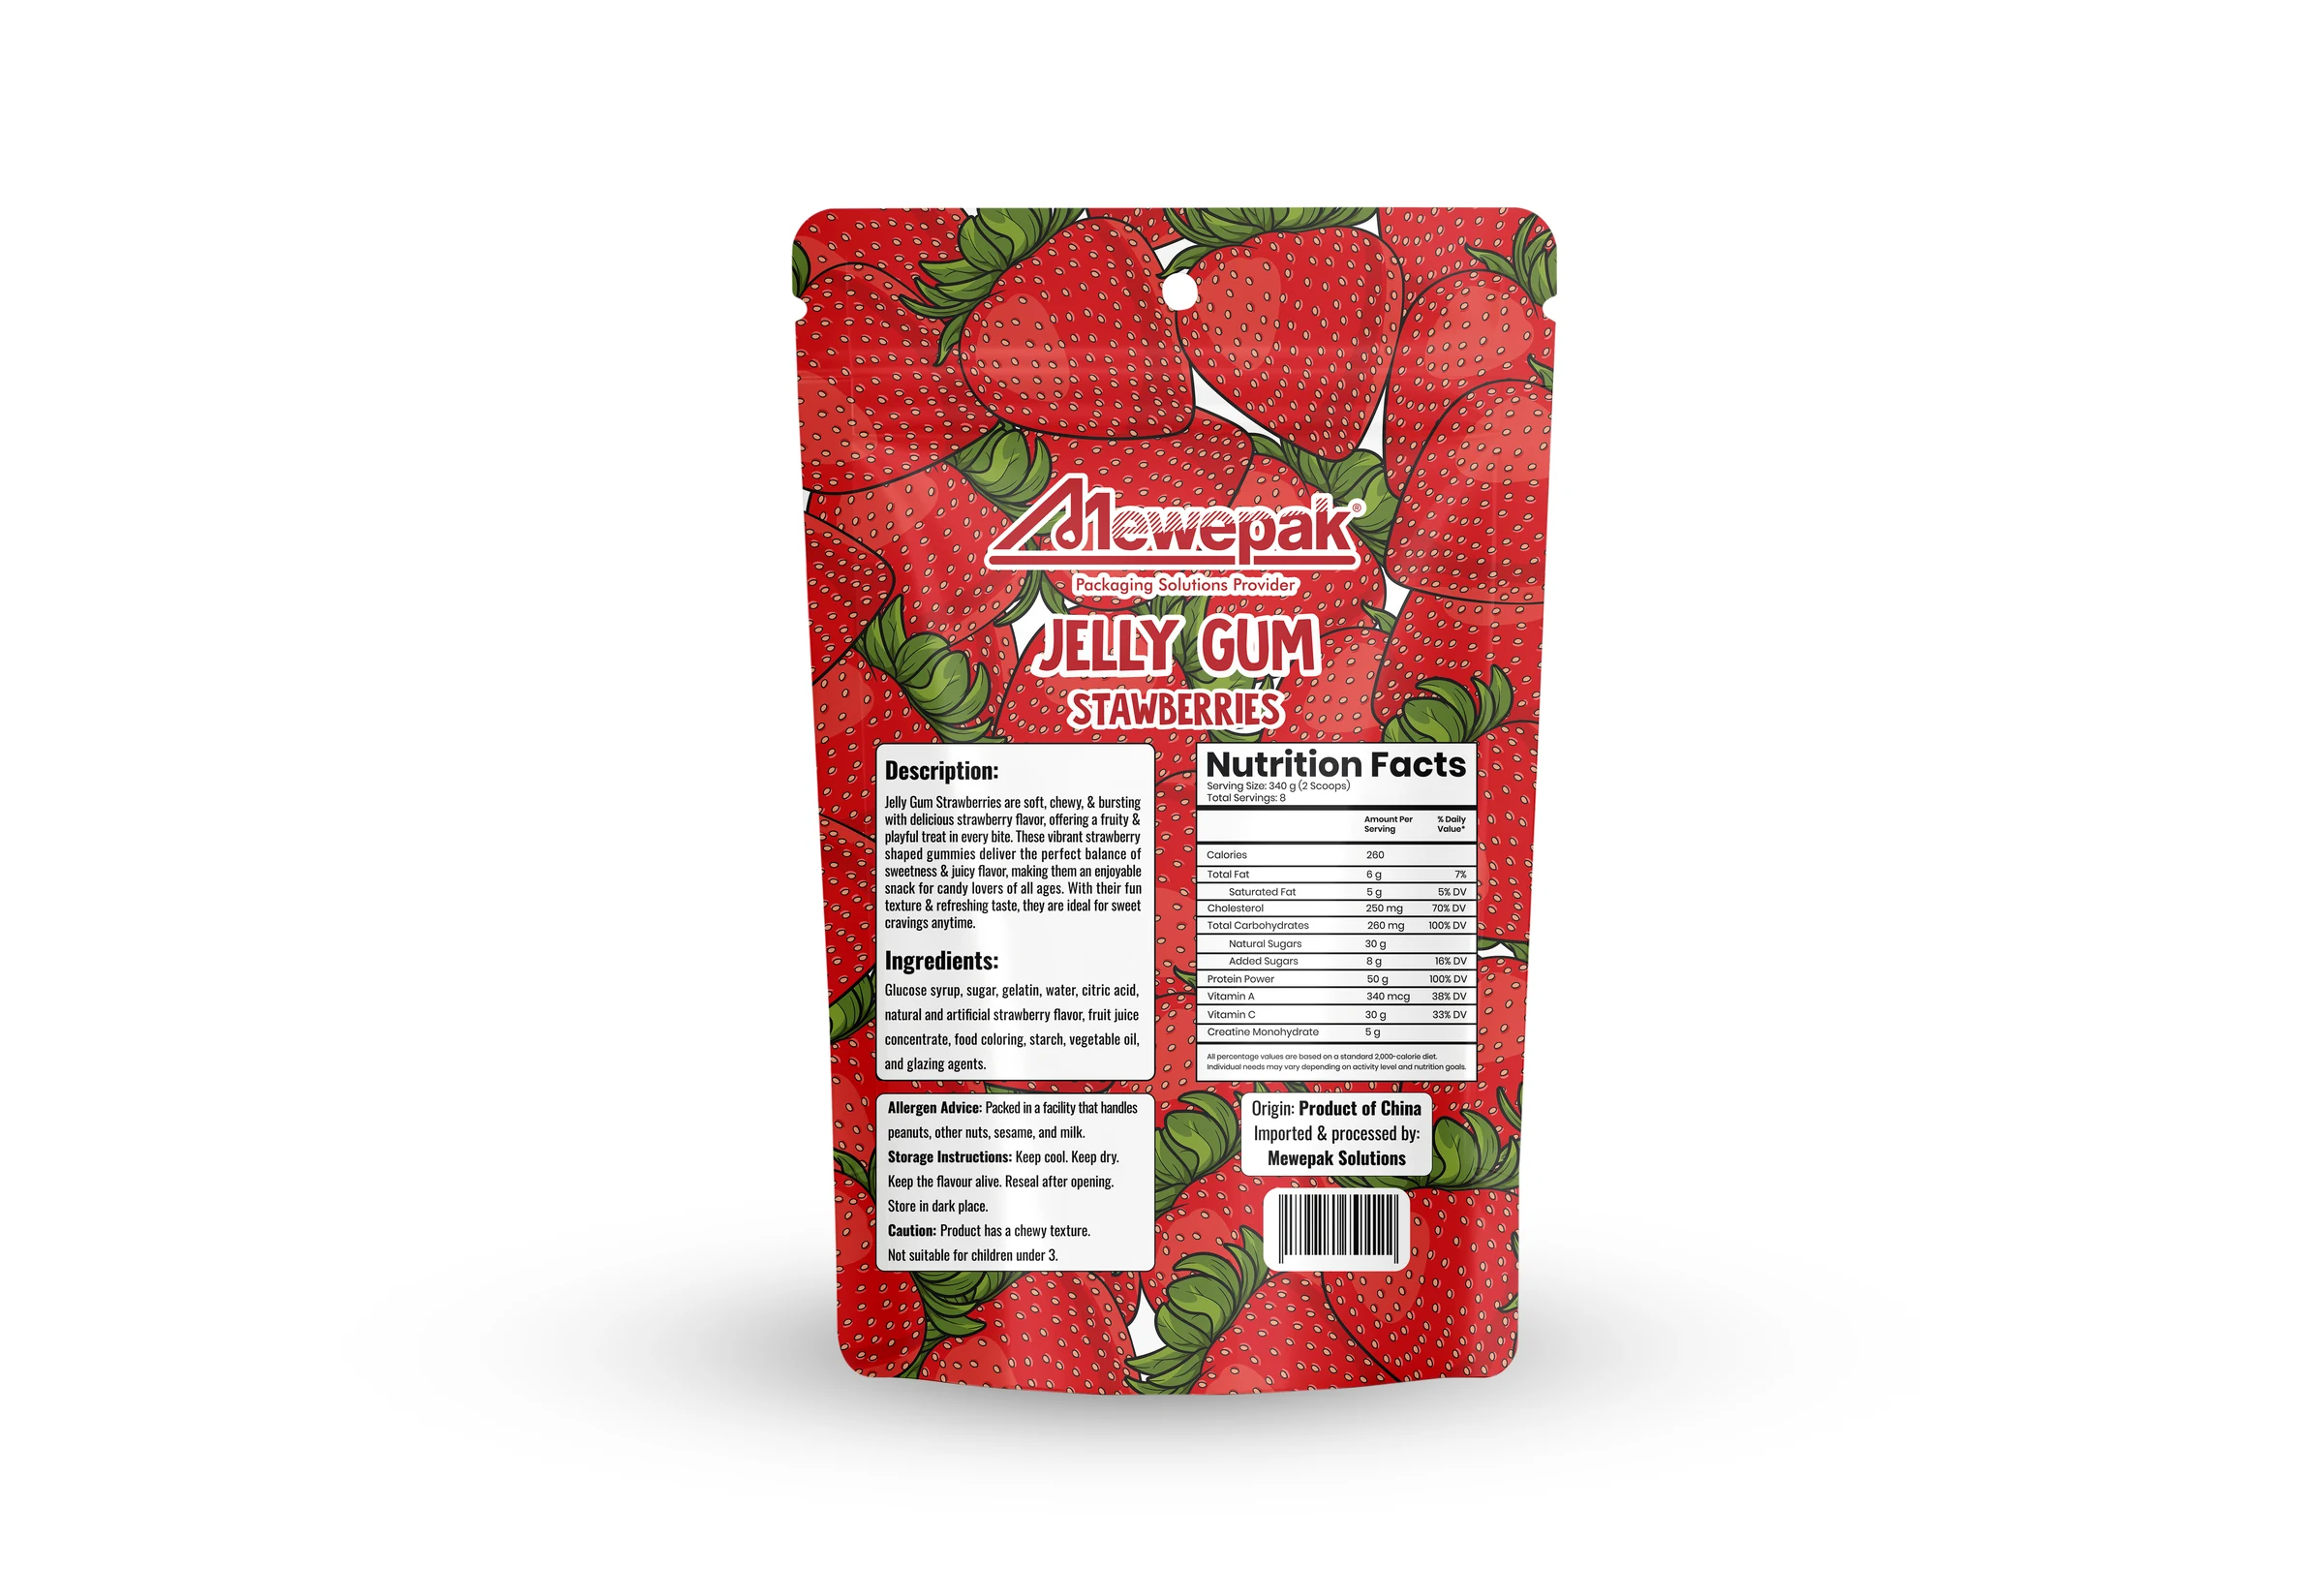 Mewepak®
Packaging Solutions Provider
JELLY GUM
STAWBERRIES
Description:
Jelly Gum Strawberries are soft, chewy, & bursting
with delicious strawberry flavor, offering a fruity &
playful treat in every bite. These vibrant strawberry
shaped gummies deliver the perfect balance of
sweetness & juicy flavor, making them an enjoyable
snack for candy lovers of all ages. With their fun
texture & refreshing taste, they are ideal for sweet
cravings anytime.
Ingredients:
Glucose syrup, sugar, gelatin, water, citric acid,
natural and artificial strawberry flavor, fruit juice
concentrate, food coloring, starch, vegetable oil,
and glazing agents.
Allergen Advice: Packed in a facility that handles
peanuts, other nuts, sesame, and milk.
Storage Instructions: Keep cool. Keep dry.
Keep the flavour alive. Reseal after opening.
Store in dark place.
Caution: Product has a chewy texture.
Not suitable for children under 3.
Nutrition Facts
Serving Size: 340 g (2 Scoops)
Total Servings: 8
Amount Per Serving % Daily Value*
Calories 260
Total Fat 6 g 7%
Saturated Fat 5 g 5% DV
Cholesterol 250 mg 70% DV
Total Carbohydrates 260 mg 100% DV
Natural Sugars 30 g
Added Sugars 8 g 16% DV
Protein Power 50 g 100% DV
Vitamin A 340 mcg 38% DV
Vitamin C 30 g 33% DV
Creatine Monohydrate 5 g
All percentage values are based on a standard 2,000-calorie diet.
Individual needs may vary depending on activity level and nutrition goals.
Origin: Product of China
Imported & processed by:
Mewepak Solutions